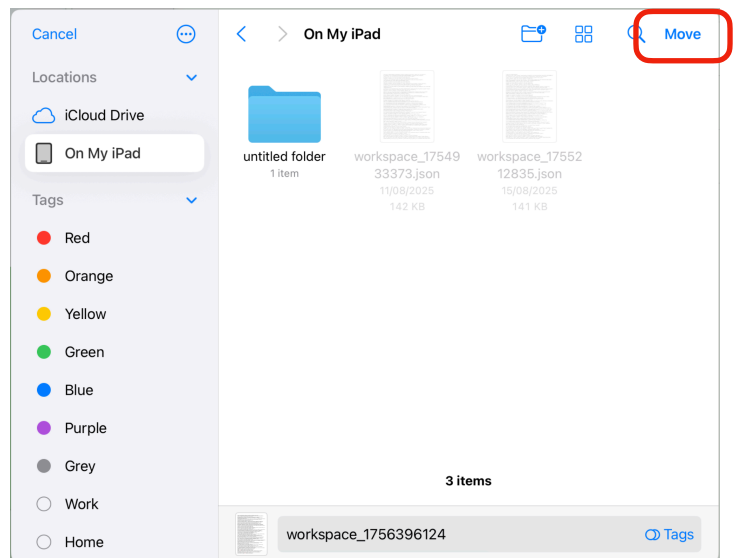 Cancel
Locations
iCloud Drive
On My iPad
Tags
Red
Orange
Yellow
Green
Blue
Purple
Grey
Work
Home
On My iPad
Move
untitled folder
1 item
workspace_17549
33373.json
11/08/2025
142 KB
workspace_17552
12835.json
15/08/2025
141 KB
3 items
workspace_1756396124
Tags